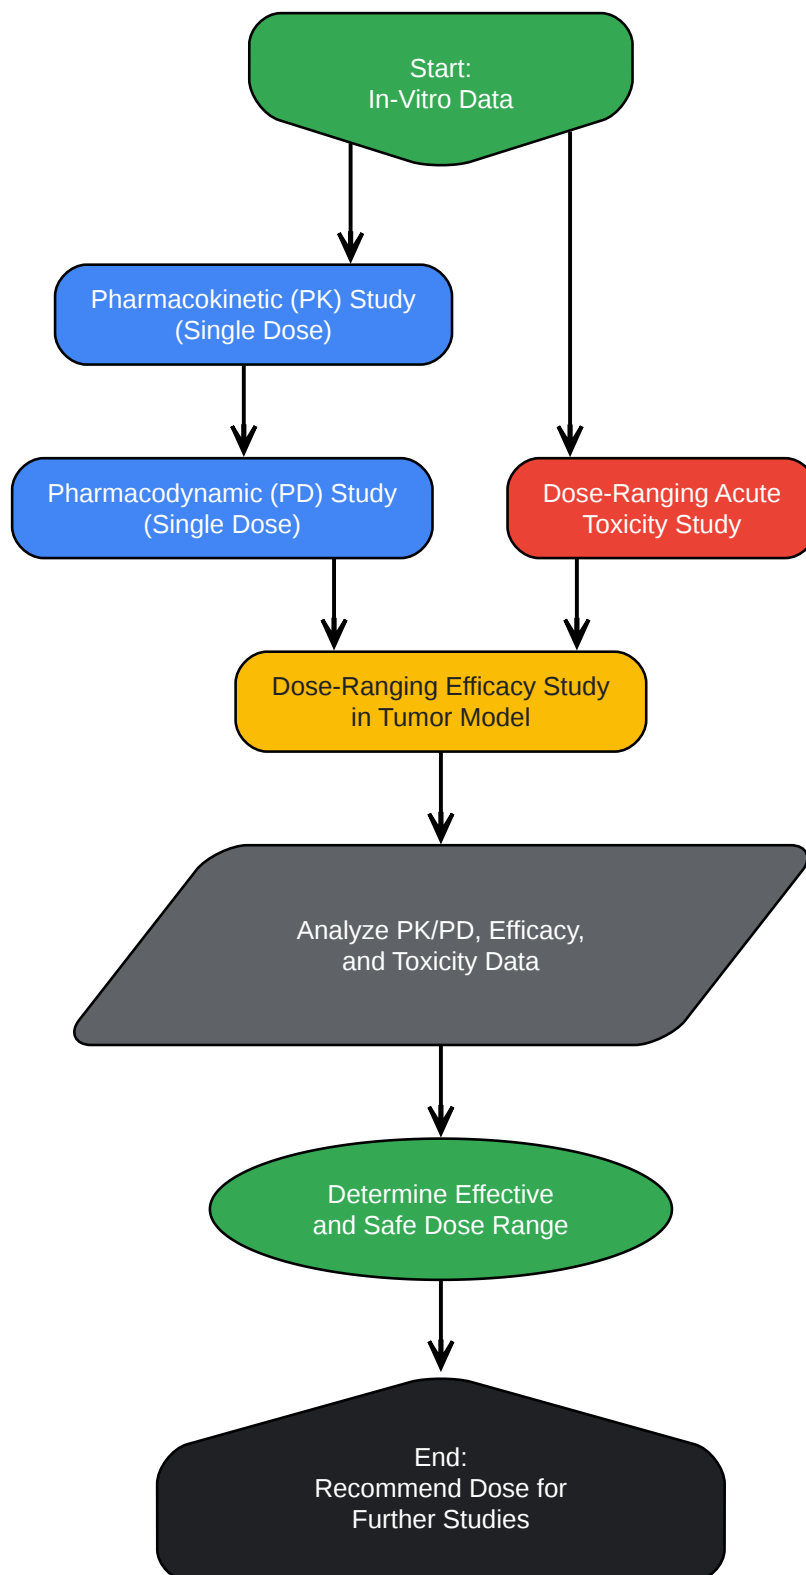 Start:
In-Vitro Data
Pharmacokinetic (PK) Study
(Single Dose)
Pharmacodynamic (PD) Study
(Single Dose)
Dose-Ranging Acute
Toxicity Study
Dose-Ranging Efficacy Study
in Tumor Model
Analyze PK/PD, Efficacy,
and Toxicity Data
Determine Effective
and Safe Dose Range
End:
Recommend Dose for
Further Studies